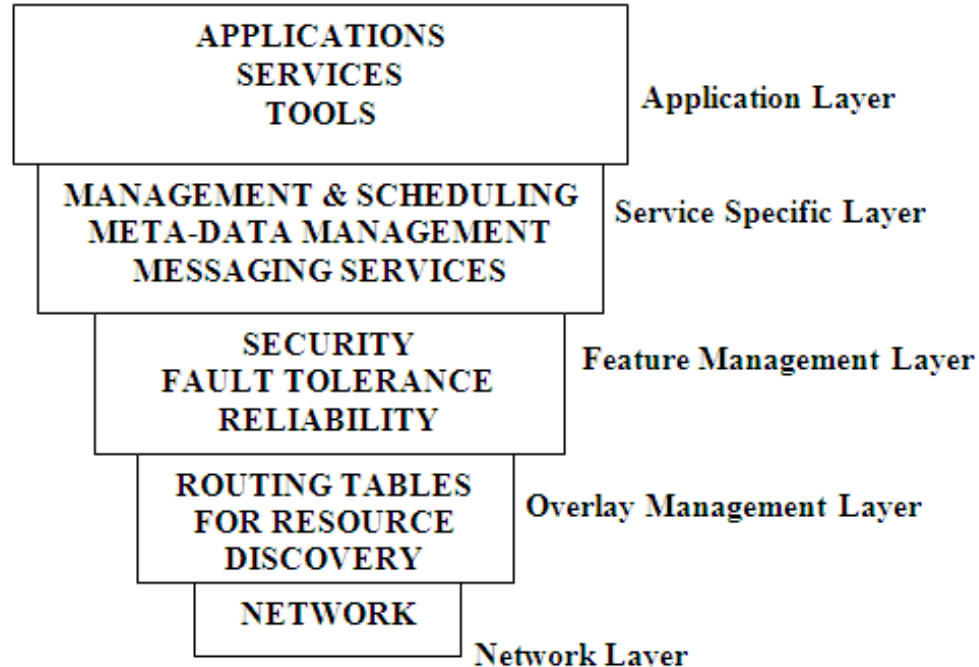 APPLICATIONS
SERVICES
TOOLS
Application Layer
MANAGEMENT & SCHEDULING
META-DATA MANAGEMENT
MESSAGING SERVICES
Service Specific Layer
SECURITY
FAULT TOLERANCE
RELIABILITY
Feature Management Layer
ROUTING TABLES
FOR RESOURCE
DISCOVERY
Overlay Management Layer
NETWORK
Network Layer